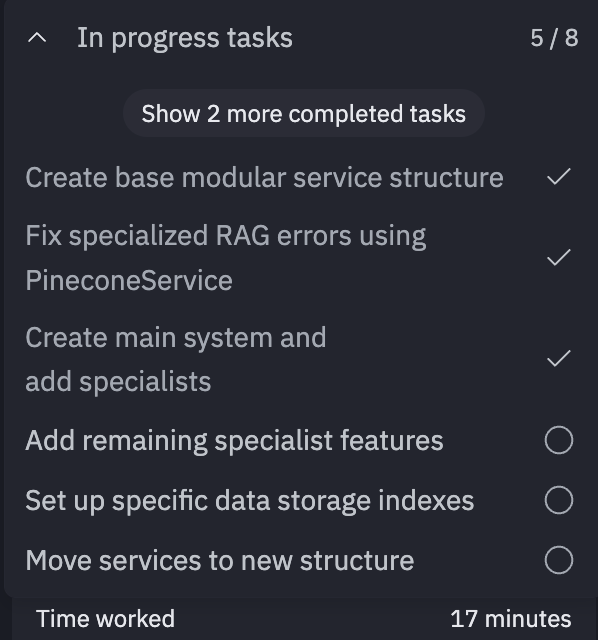 In progress tasks 5 / 8
Show 2 more completed tasks
Create base modular service structure
Fix specialized RAG errors using
PineconeService
Create main system and
add specialists
Add remaining specialist features
Set up specific data storage indexes
Move services to new structure
Time worked 17 minutes